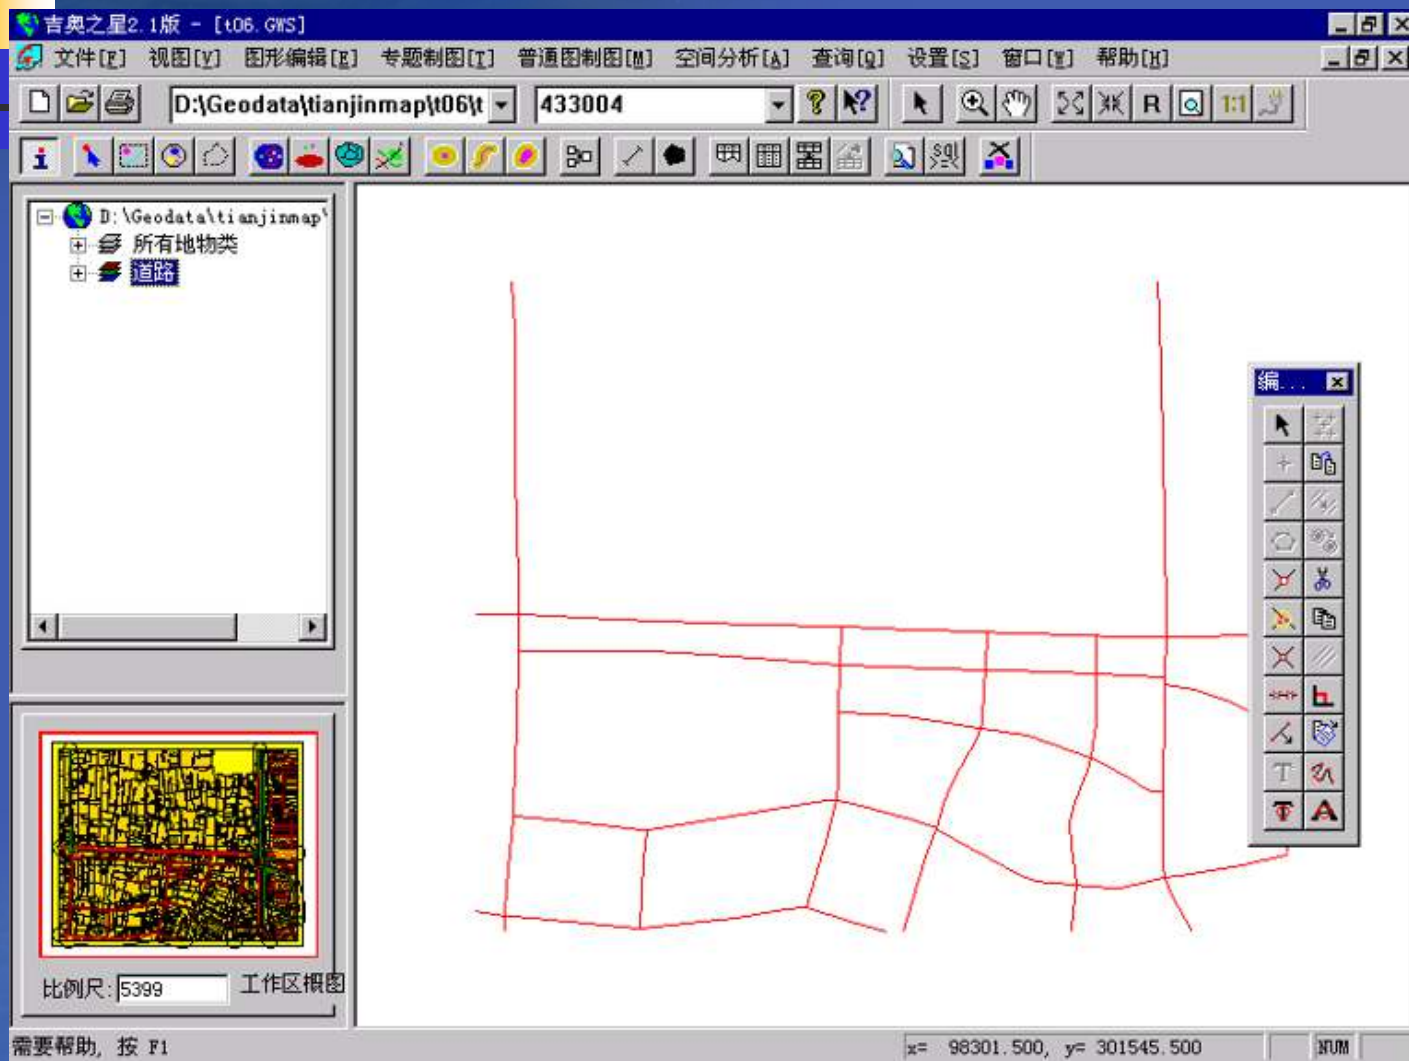 吉奥之星2.1版 - [t06.GWS]
文件[F] 视图[V] 图形编辑[E] 专题制图[T] 普通图制图[M] 空间分析[A] 查询[Q] 设置[S] 窗口[W] 帮助[H]
D:\Geodata\tianjinmap\t06\t 433004 R 1:1
sql
D:\Geodata\tianjinmap\
所有地物类
道路
编...
T
A
比例尺: 5399 工作区概图
需要帮助, 按 F1 x= 98301.500, y= 301545.500 NUM